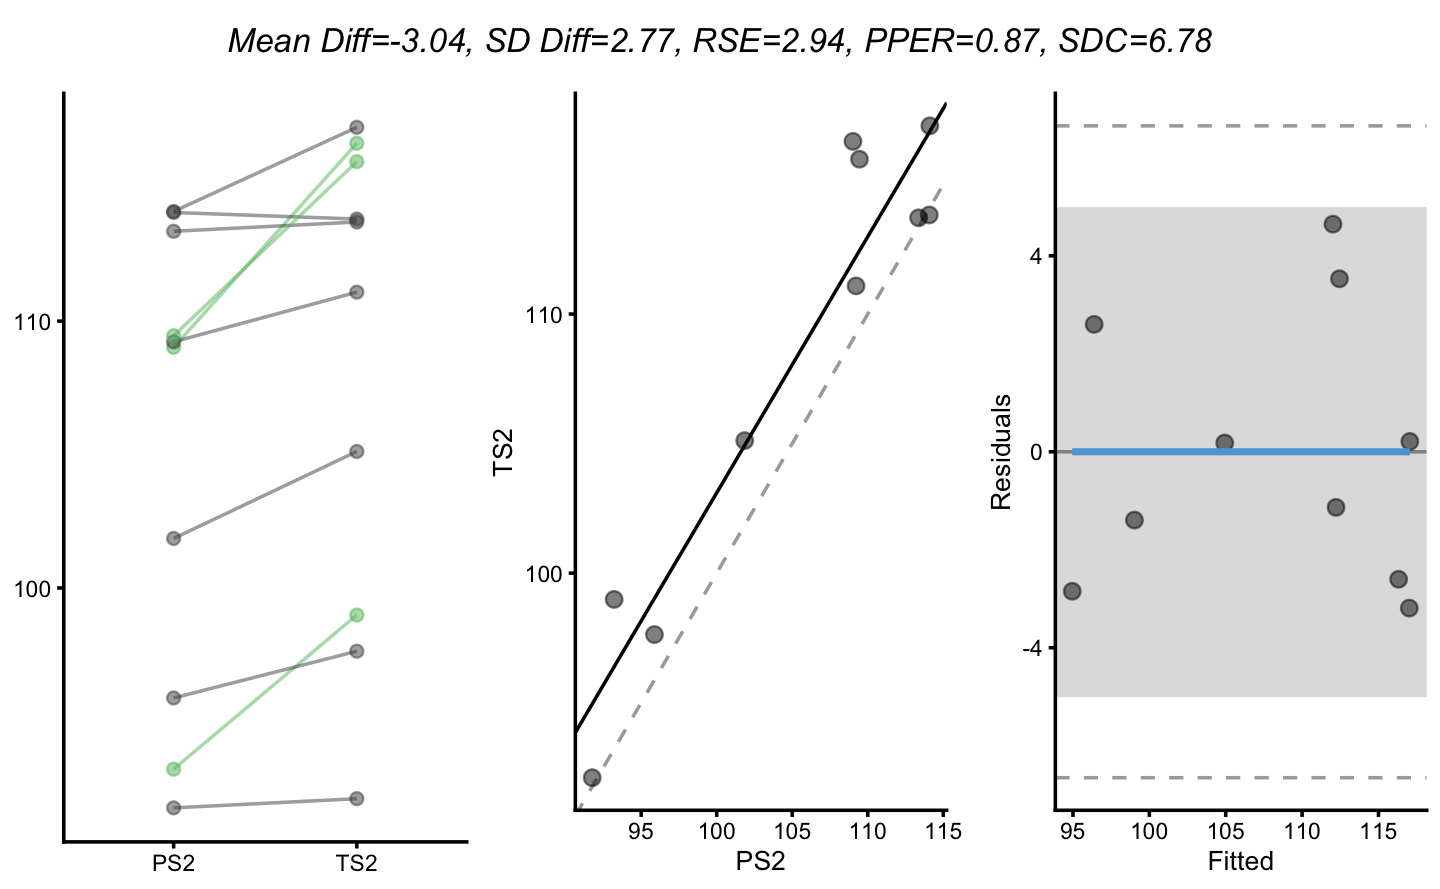 Mean Diff=-3.04, SD Diff=2.77, RSE=2.94, PPER=0.87, SDC=6.78
110
100
PS2
TS2
TS2
110
100
95
100
105
110
115
PS2
Residuals
4
0
-4
95
100
105
110
115
Fitted